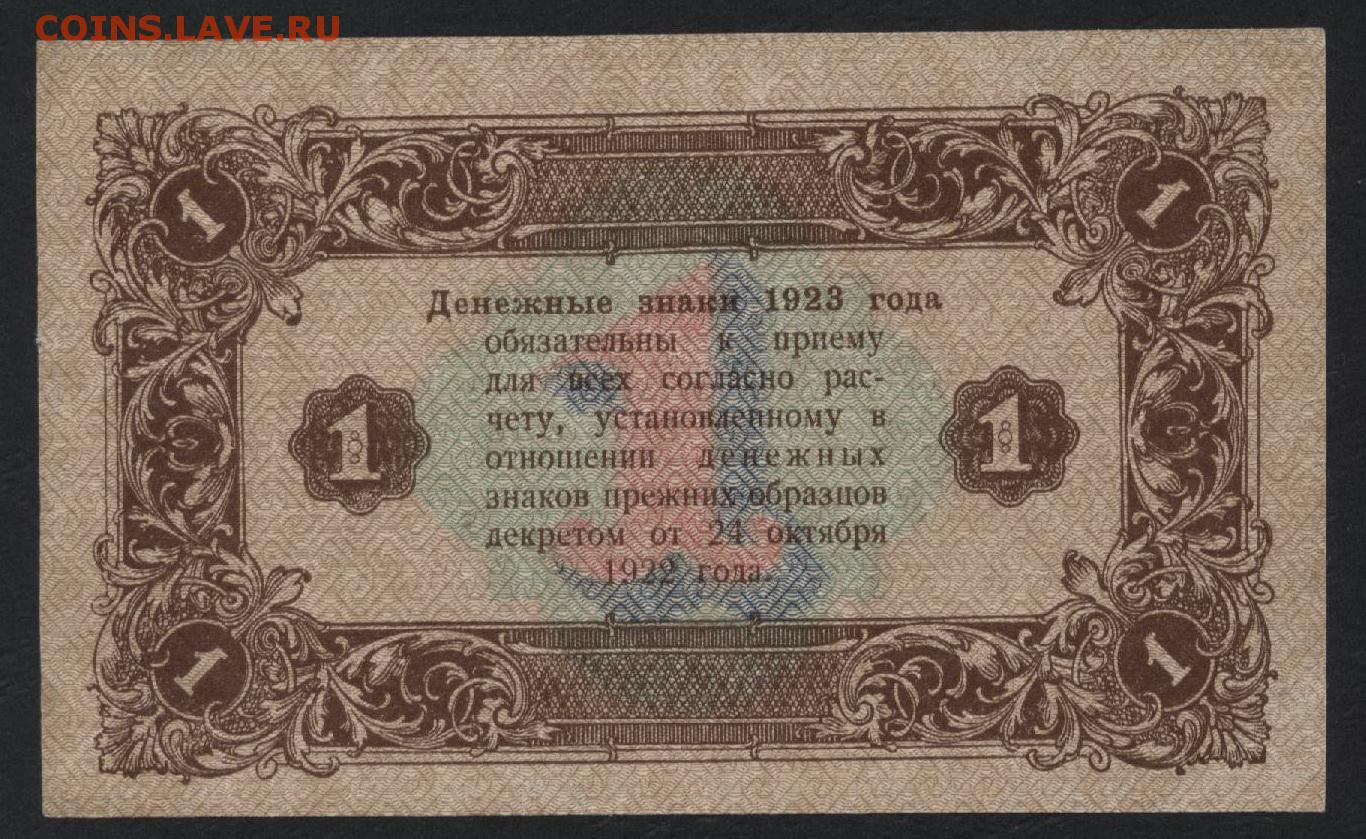 COINS.LAVE.RU
1 1
Денежные знаки 1923 года
обязательны к приему
для всех согласно рас-
чету, установленному в
1 1 1
отношении денежных
знаков прежних образцов
декретом от 24 октября
1922 года.
1 1